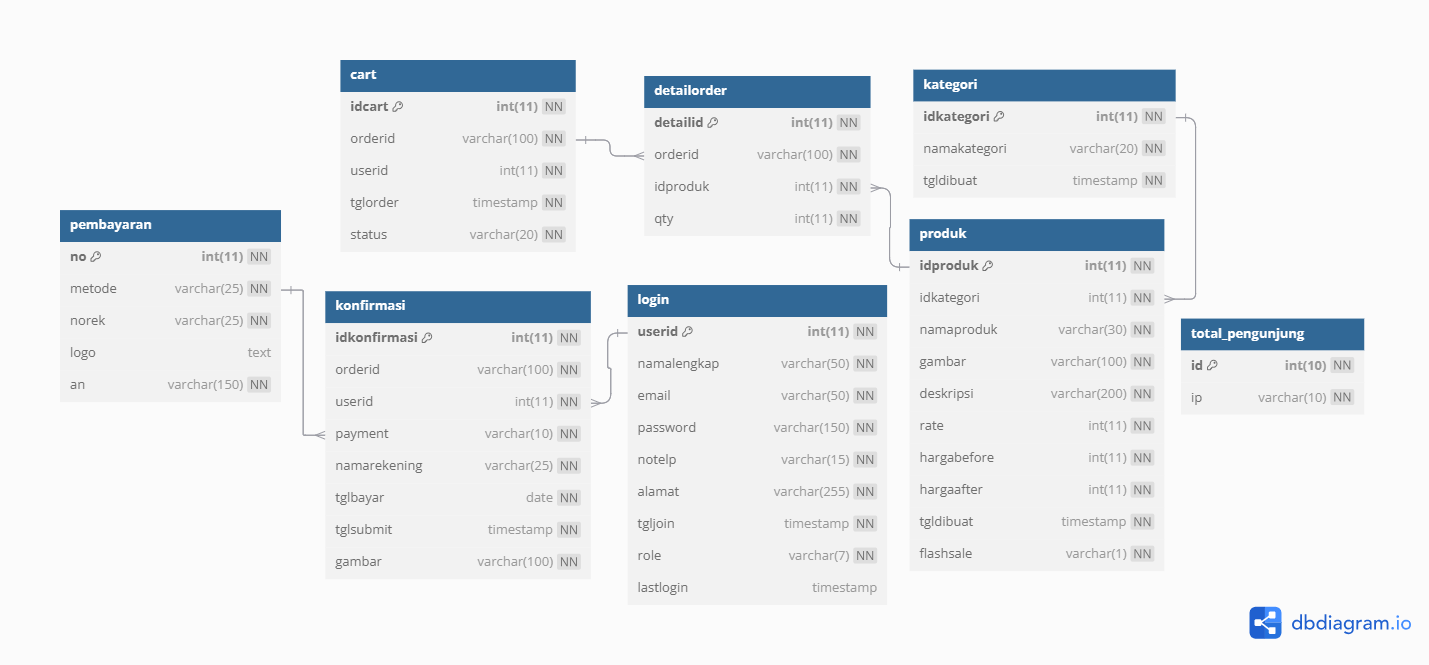 cart
idcart int(11) NN
orderid varchar(100) NN
userid int(11) NN
tglorder timestamp NN
status varchar(20) NN
detailorder
detailid int(11) NN
orderid varchar(100) NN
idproduk int(11) NN
qty int(11) NN
kategori
idkategori int(11) NN
namakategori varchar(20) NN
tgldibuat timestamp NN
pembayaran
no int(11) NN
metode varchar(25) NN
norek varchar(25) NN
logo text
an varchar(150) NN
konfirmasi
idkonfirmasi int(11) NN
orderid varchar(100) NN
userid int(11) NN
payment varchar(10) NN
namarekening varchar(25) NN
tglbayar date NN
tglsubmit timestamp NN
gambar varchar(100) NN
login
userid int(11) NN
namalengkap varchar(50) NN
email varchar(50) NN
password varchar(150) NN
notelp varchar(15) NN
alamat varchar(255) NN
tgljoin timestamp NN
role varchar(7) NN
lastlogin timestamp
produk
idproduk int(11) NN
idkategori int(11) NN
namaproduk varchar(30) NN
gambar varchar(100) NN
deskripsi varchar(200) NN
rate int(11) NN
hargabefore int(11) NN
hargaafter int(11) NN
tgldibuat timestamp NN
flashsale varchar(1) NN
total_pengunjung
id int(10) NN
ip varchar(10) NN
dbdiagram.io